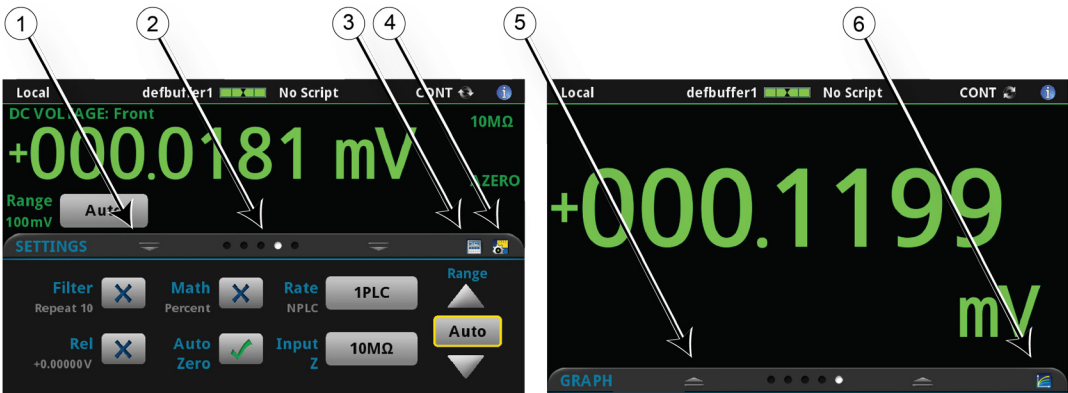 1 2 3 4 5 6
Local defbuffer1 No Script CONT
DC VOLTAGE: Front
10MΩ
+000.0181 mV
AZERO
Range
100mV Auto
SETTINGS
Filter
Repeat 10
Math
Percent
Rate
NPLC
1PLC
Range
Rel
+0.00000V
Auto
Zero
Input
Z
10MΩ
Auto
Local defbuffer1 No Script CONT
+000.1199
mV
GRAPH